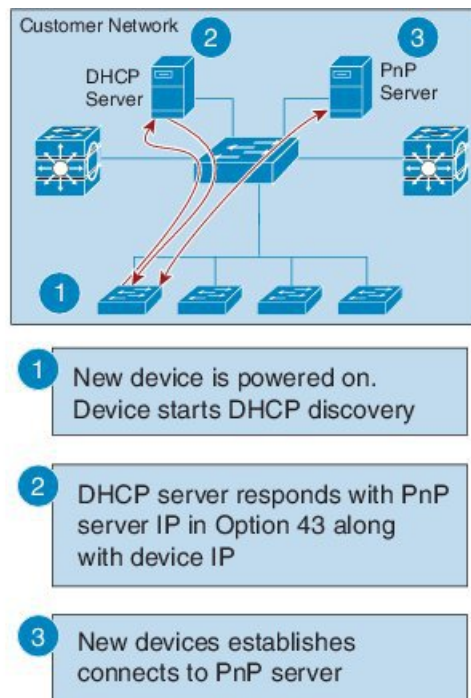 Customer Network
2
3
DHCP
Server
PnP
Server
1
1
New device is powered on.
Device starts DHCP discovery
2
DHCP server responds with PnP
server IP in Option 43 along
with device IP
3
New devices establishes
connects to PnP server